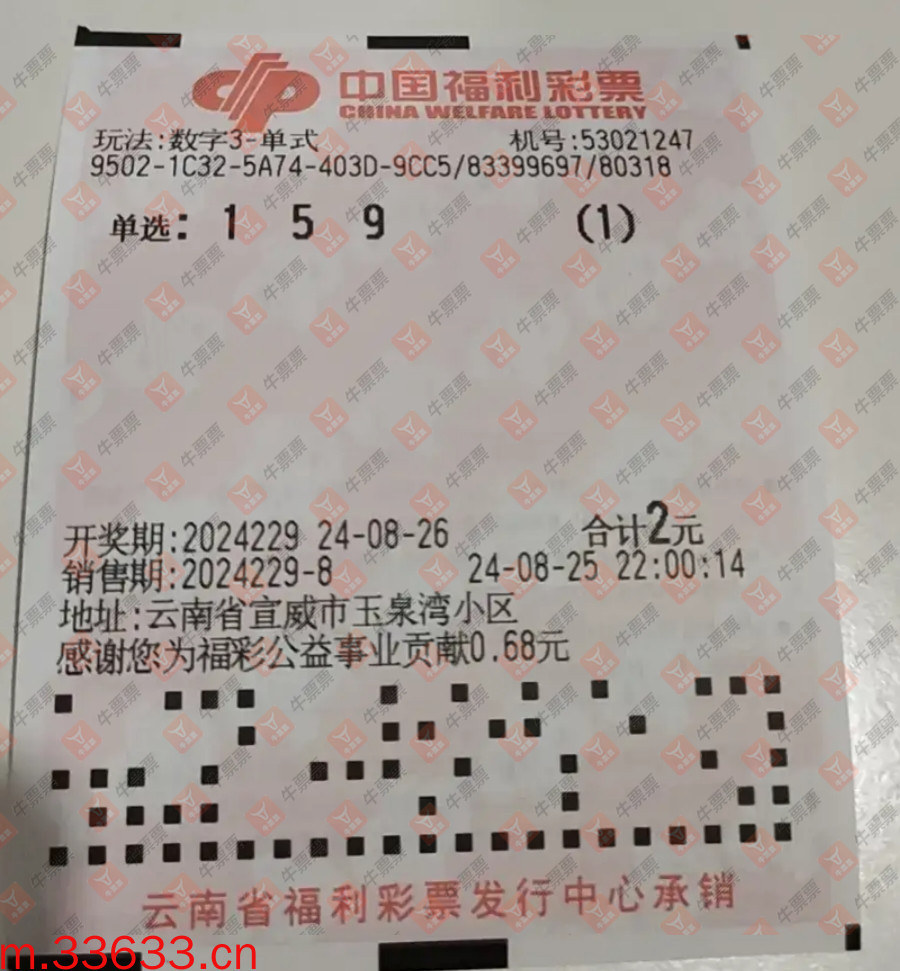 中国福利彩票
CHINA WELFARE LOTTERY
玩法:数字3-单式 机号:53021247
9502-1C32-5A74-403D-9CC5/83399697/80318
单选: 1 5 9 (1)
开奖期:2024229 24-08-26 合计2元
销售期:2024229-8 24-08-25 22:00:14
地址:云南省宣威市玉泉湾小区
感谢您为福彩公益事业贡献0.68元
云南省福利彩票发行中心承销
m.33633.cn
牛票票